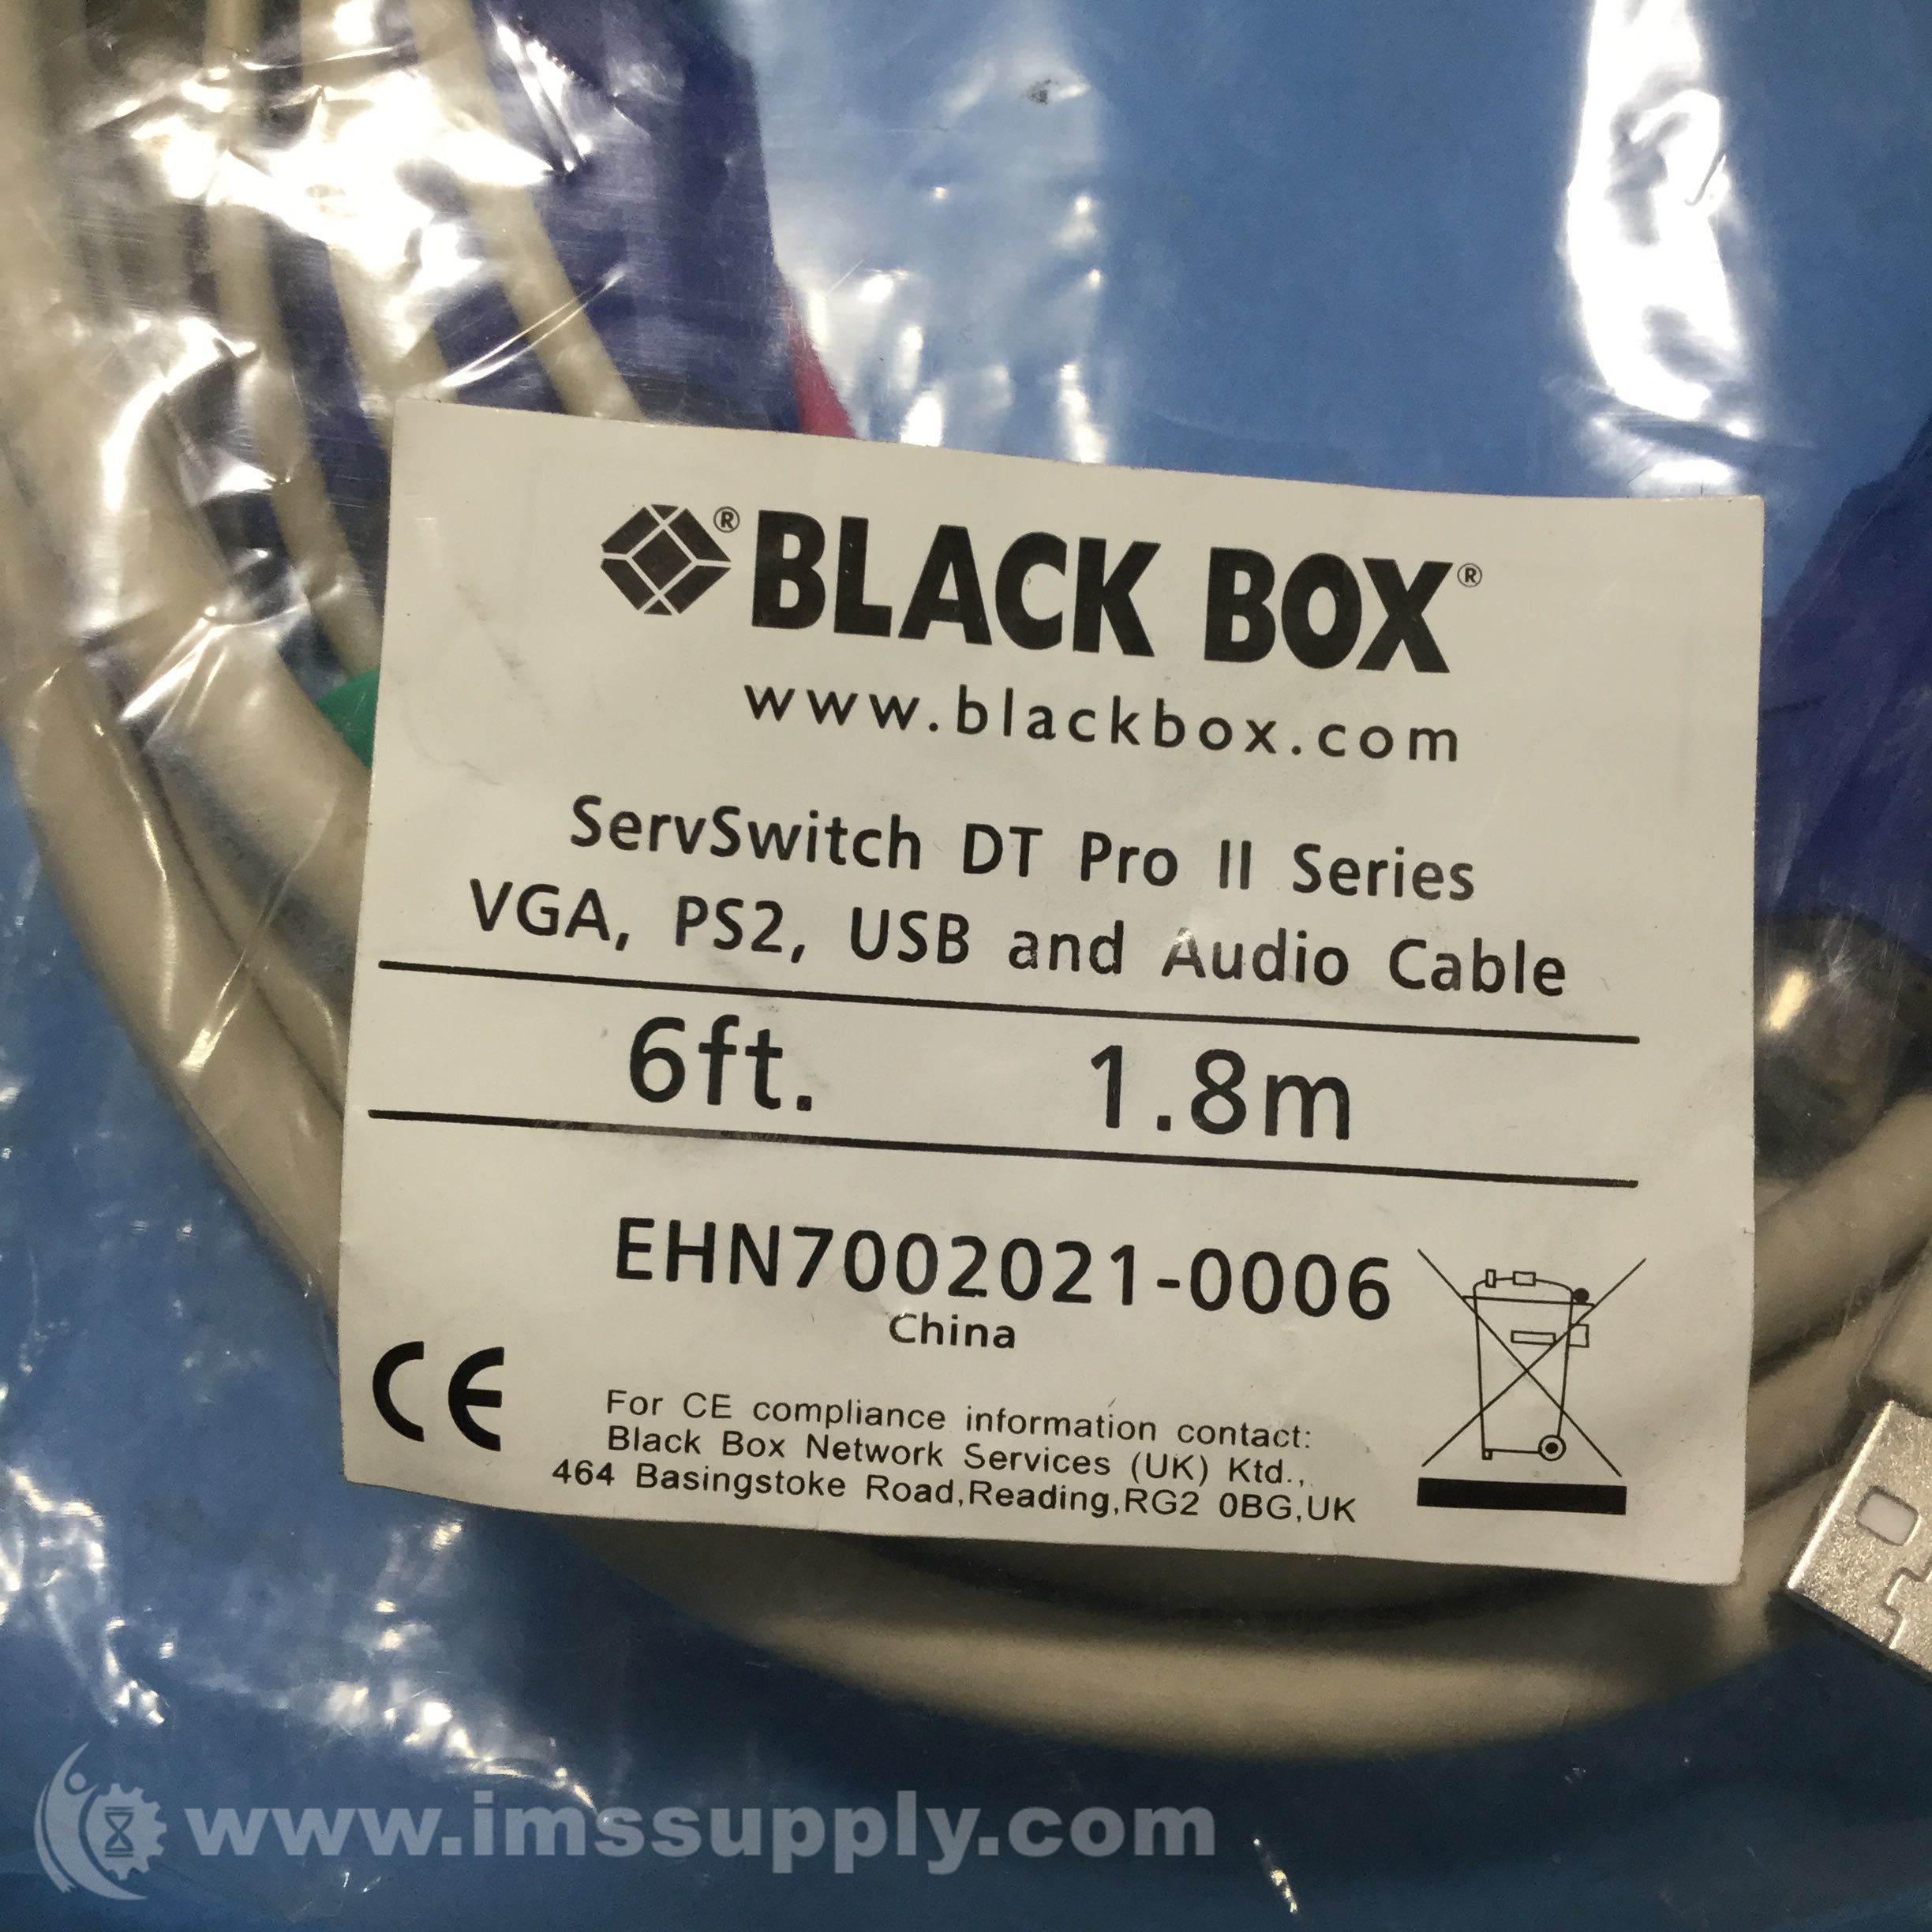 ® BLACK BOX®
www.blackbox.com
ServSwitch DT Pro II Series
VGA, PS2, USB and Audio Cable
6ft. 1.8m
EHN7002021-0006
China
CE
For CE compliance information contact:
Black Box Network Services (UK) Ktd.,
464 Basingstoke Road,Reading,RG2 0BG,UK
www.imssupply.com